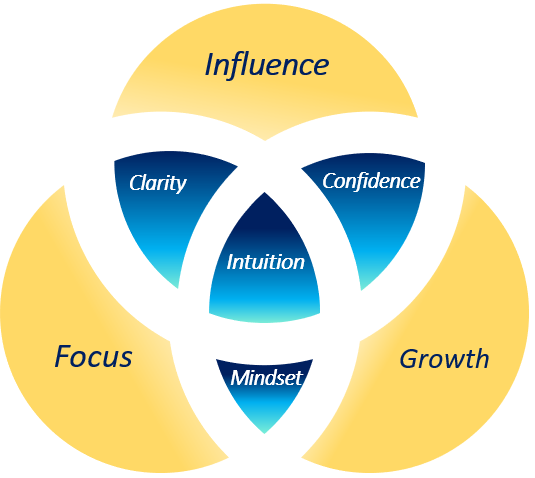 Influence
Clarity
Confidence
Intuition
Focus
Growth
Mindset